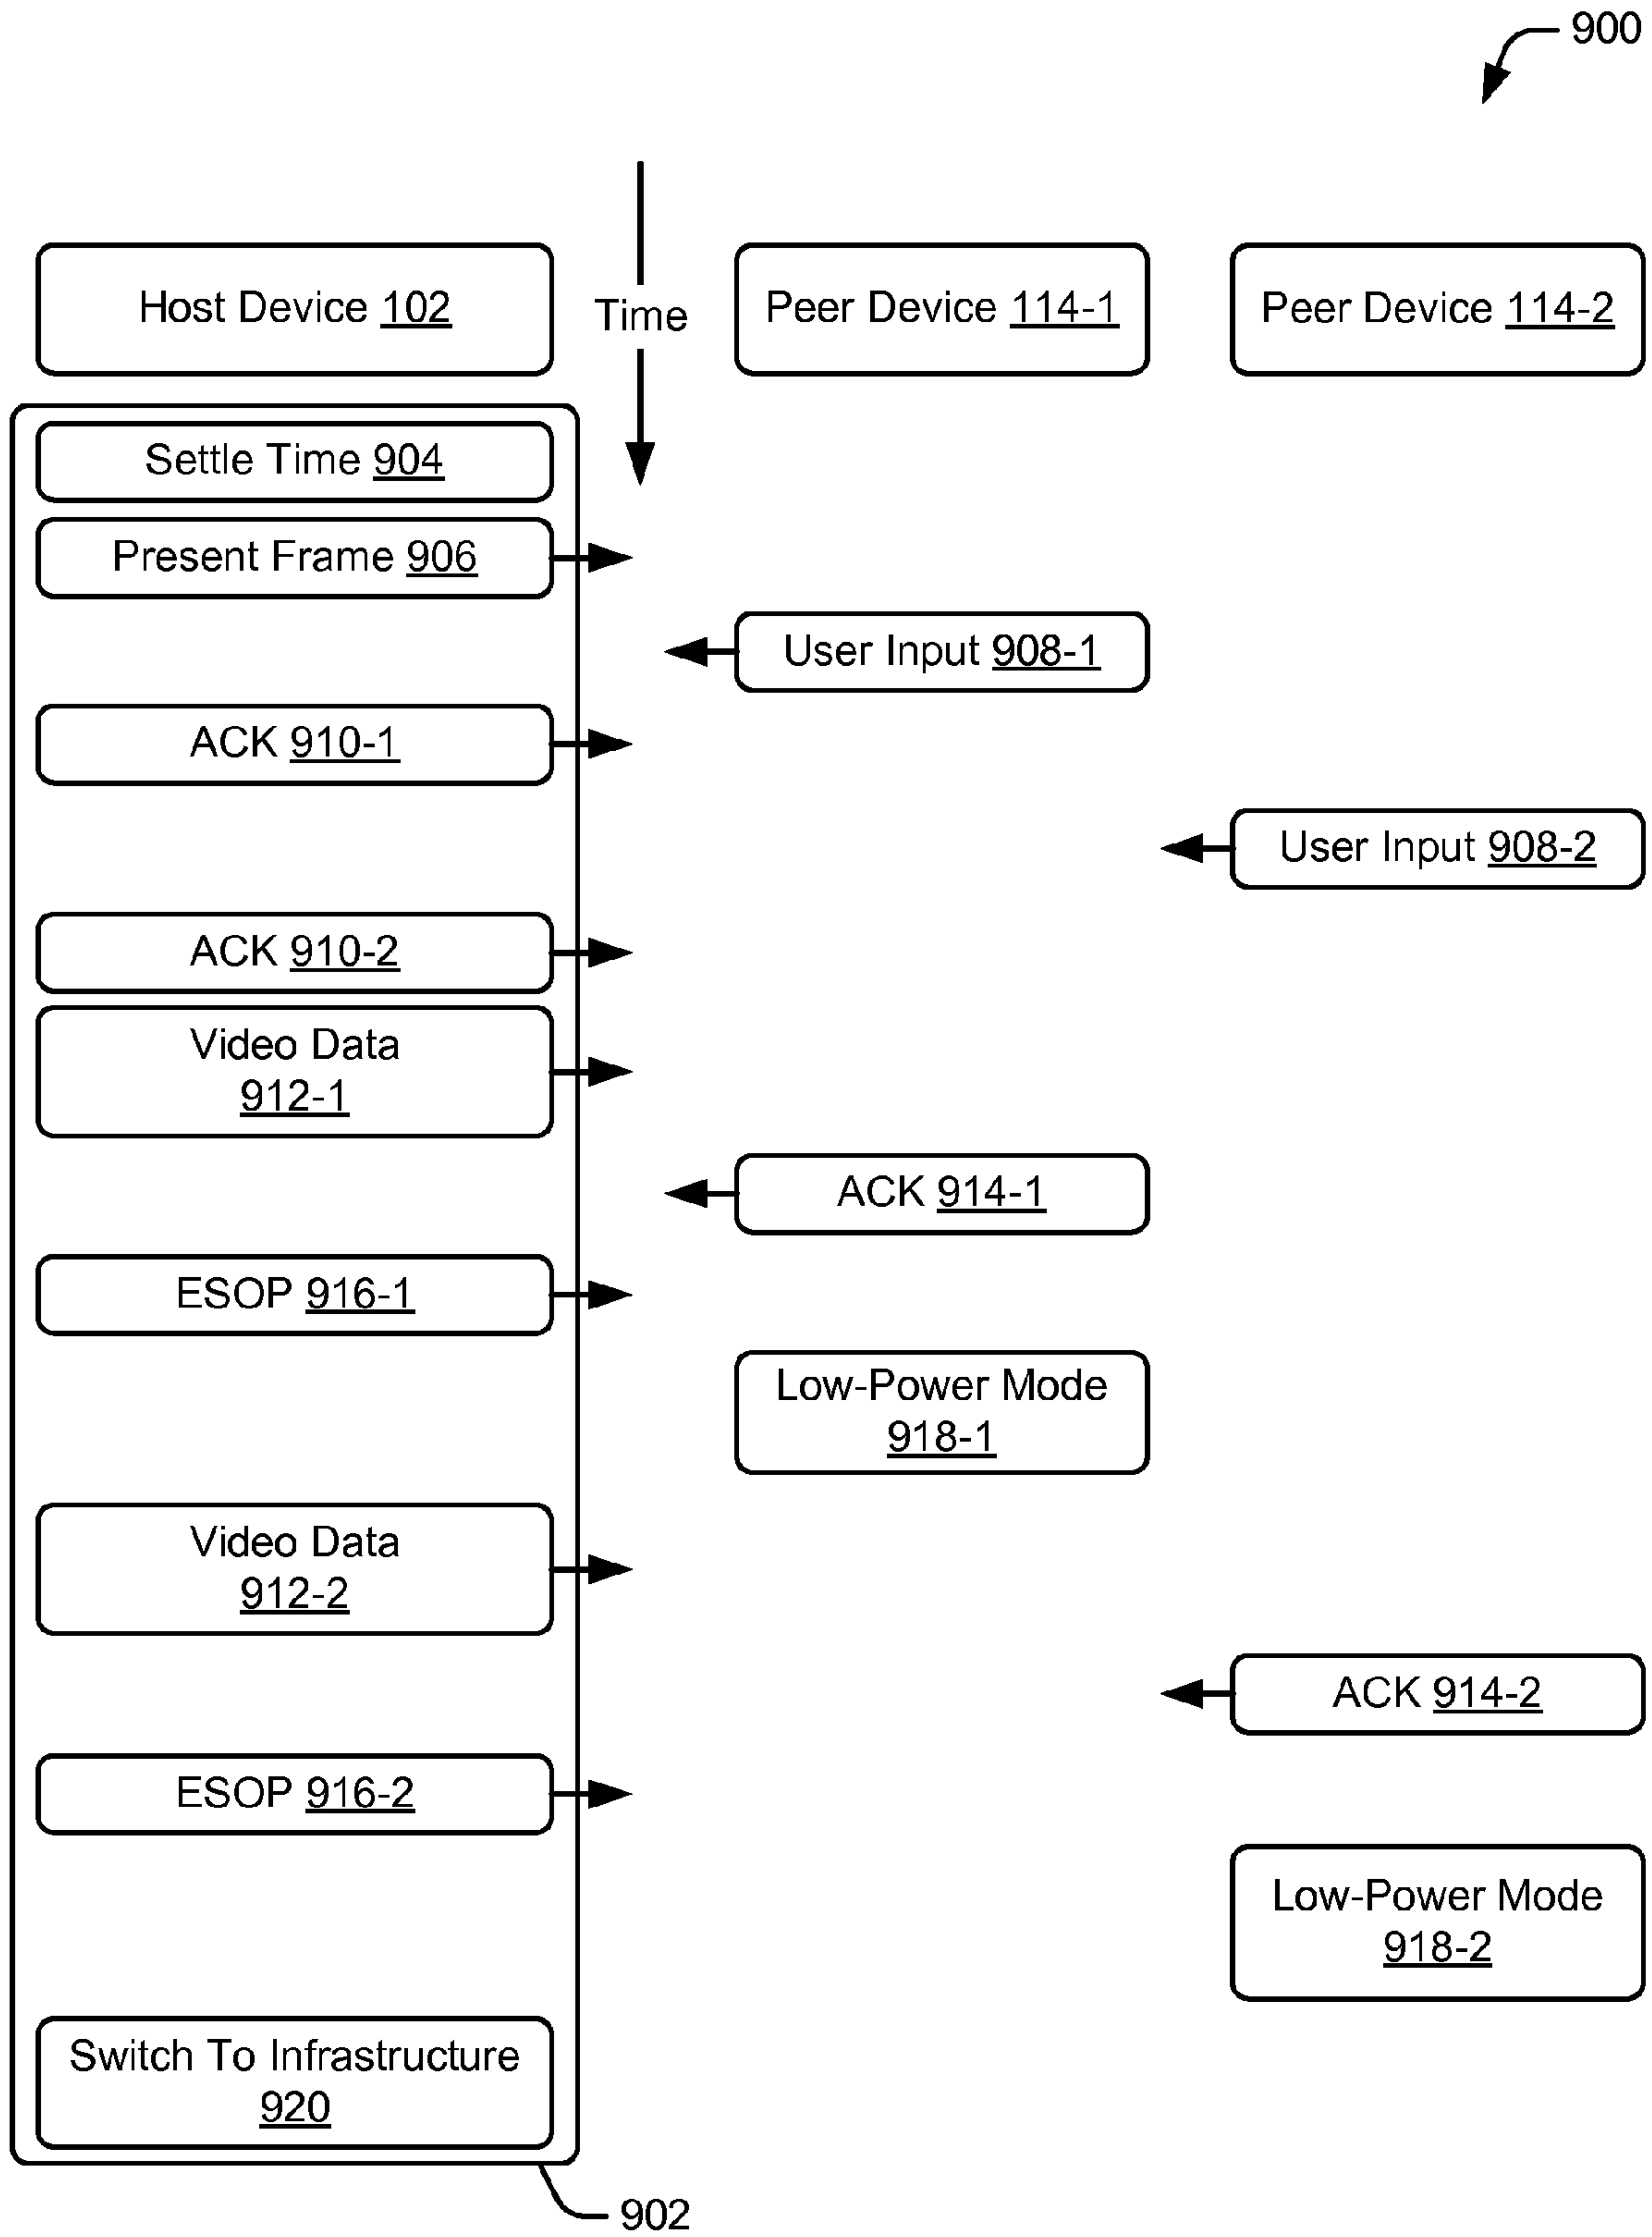 900
Host Device 102
Time
Peer Device 114-1
Peer Device 114-2
Settle Time 904
Present Frame 906
User Input 908-1
ACK 910-1
User Input 908-2
ACK 910-2
Video Data
912-1
ACK 914-1
ESOP 916-1
Low-Power Mode
918-1
Video Data
912-2
ACK 914-2
ESOP 916-2
Low-Power Mode
918-2
Switch To Infrastructure
920
902